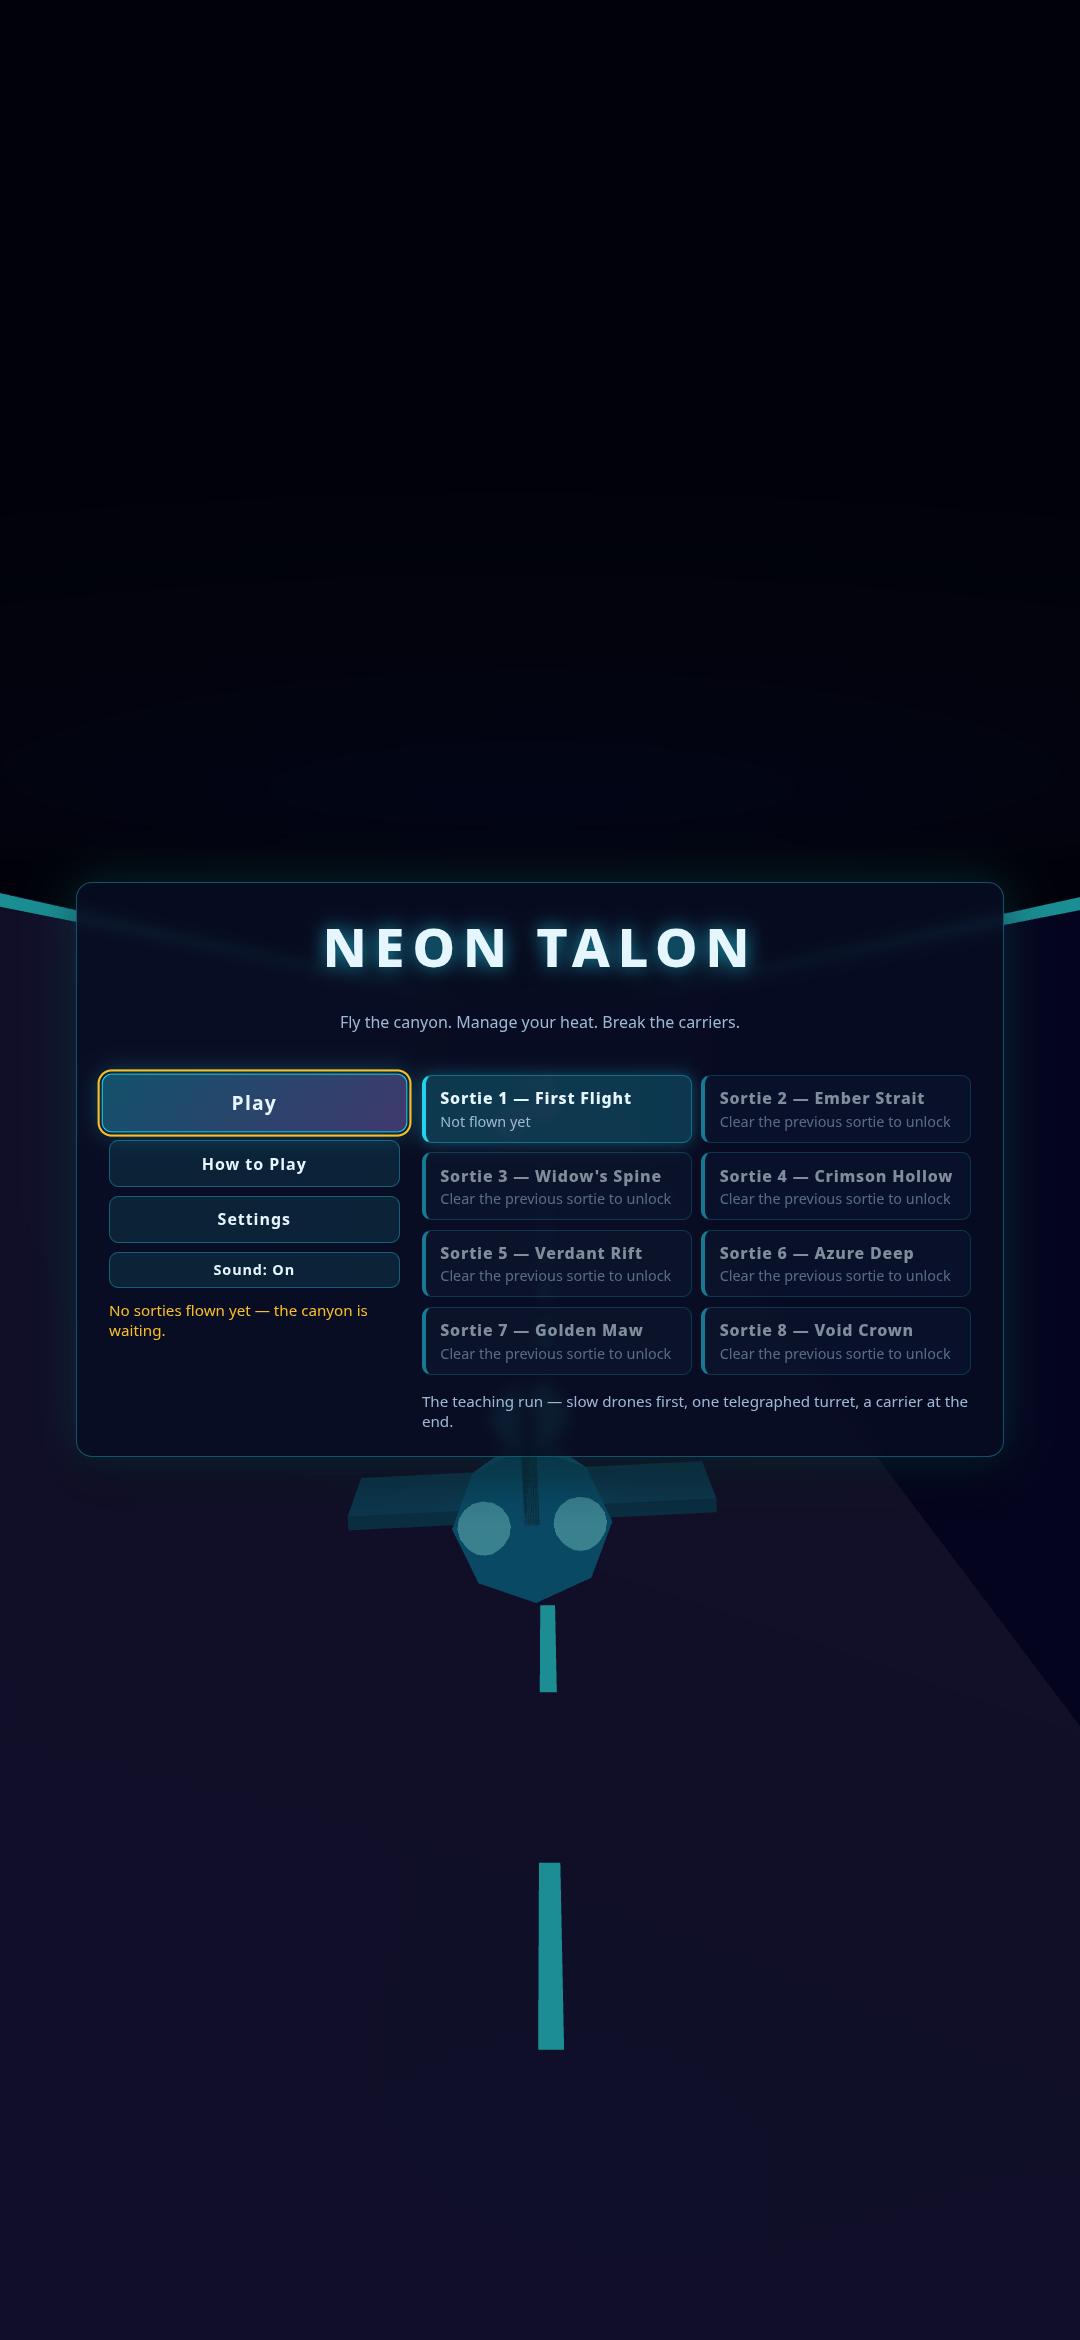 NEON TALON
Fly the canyon. Manage your heat. Break the carriers.
Play
How to Play
Settings
Sound: On
No sorties flown yet — the canyon is
waiting.
Sortie 1 — First Flight
Not flown yet
Sortie 2 — Ember Strait
Clear the previous sortie to unlock
Sortie 3 — Widow's Spine
Clear the previous sortie to unlock
Sortie 4 — Crimson Hollow
Clear the previous sortie to unlock
Sortie 5 — Verdant Rift
Clear the previous sortie to unlock
Sortie 6 — Azure Deep
Clear the previous sortie to unlock
Sortie 7 — Golden Maw
Clear the previous sortie to unlock
Sortie 8 — Void Crown
Clear the previous sortie to unlock
The teaching run — slow drones first, one telegraphed turret, a carrier at the
end.